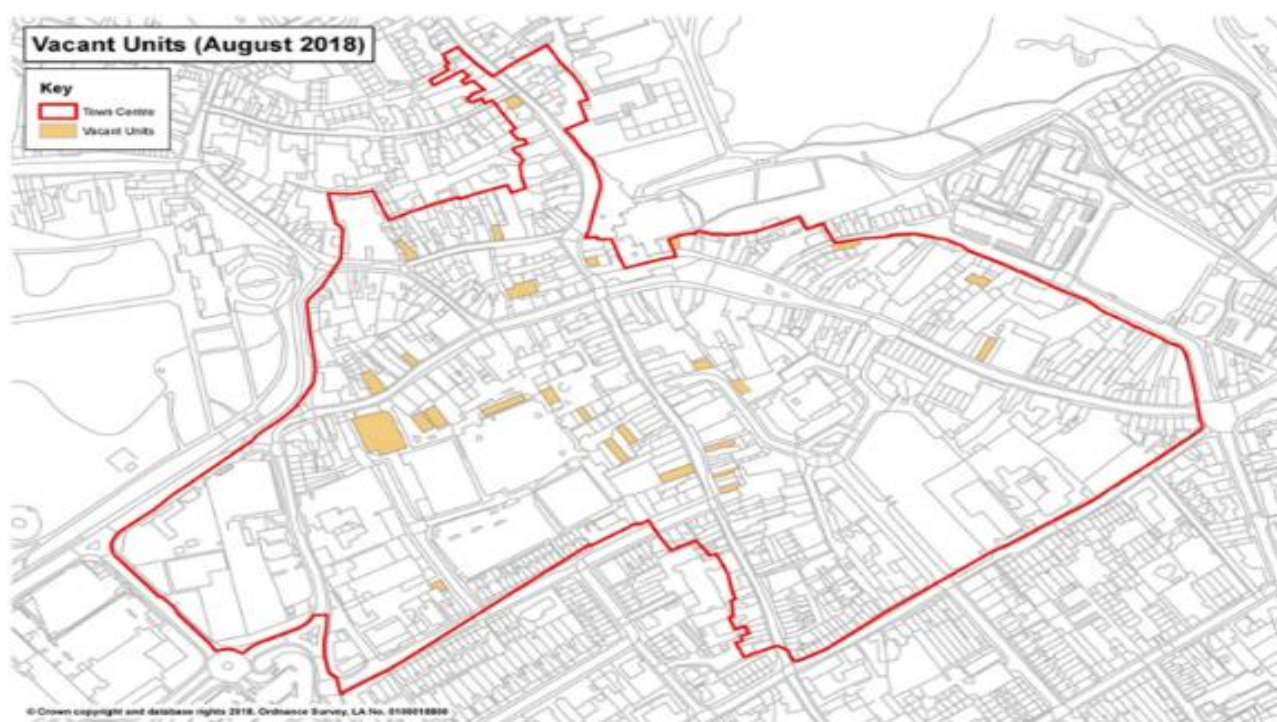 Vacant Units (August 2018)
Key
Town Centre
Vacant Units
© Crown copyright and database rights 2018. Ordnance Survey, LA No. 0100018800